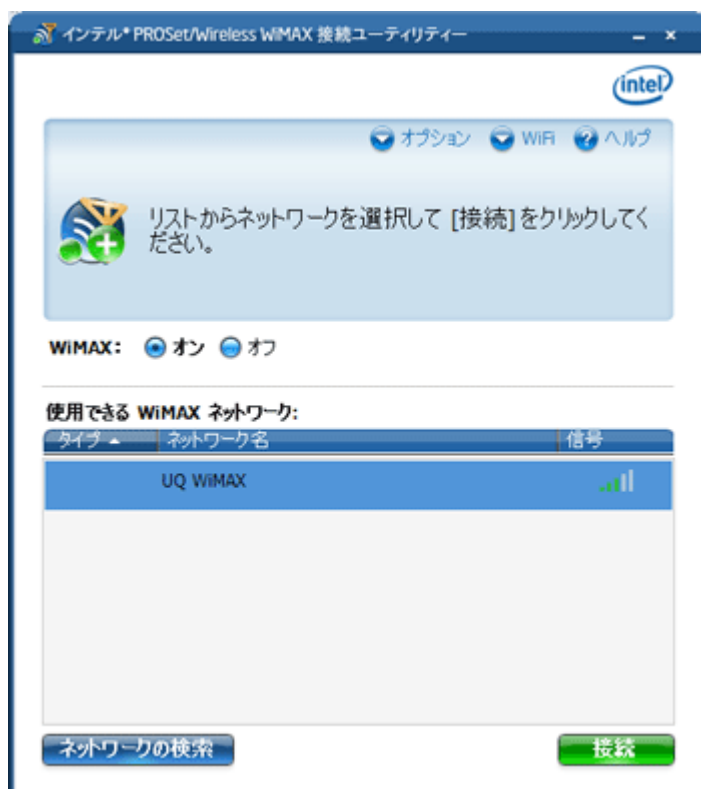 インテル® PROSet/Wireless WiMAX 接続ユーティリティー
intel
オプション WiFi ヘルプ
リストからネットワークを選択して [接続] をクリックしてく
ださい。
WiMAX: オン オフ
使用できる WiMAX ネットワーク:
タイプ ネットワーク名 信号
UQ WiMAX
ネットワークの検索 接続